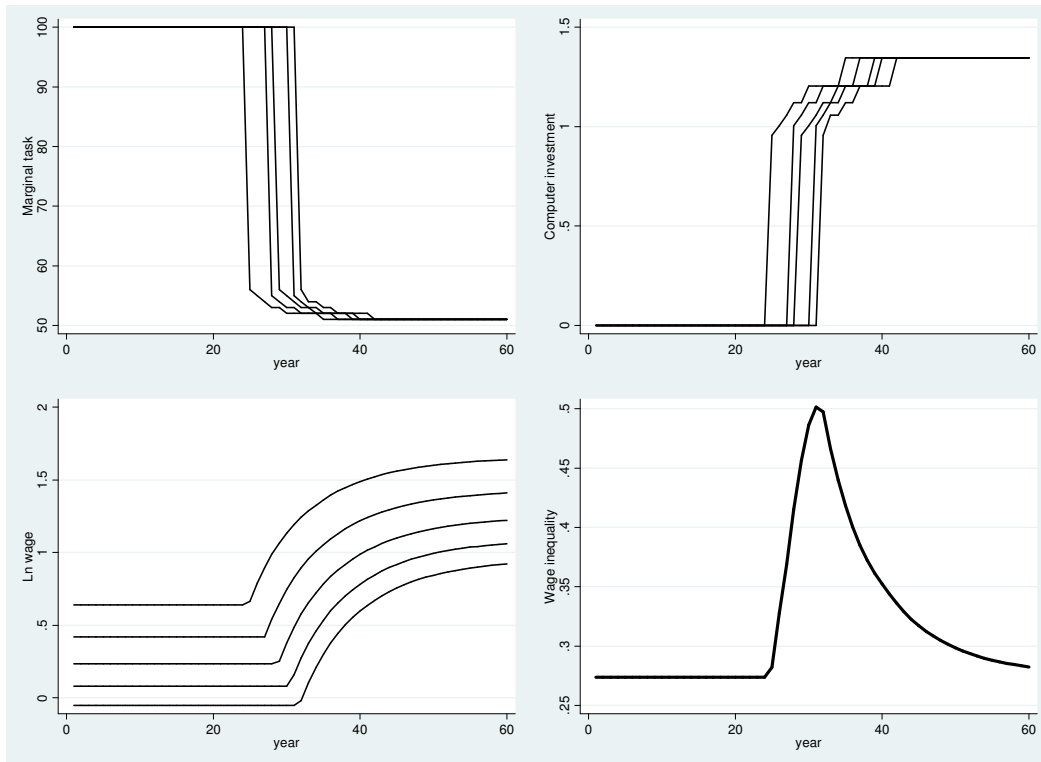 Marginal task
100
90
80
70
60
50
0 20 40 60
year
Computer investment
1.5
1
.5
0
0 20 40 60
year
Ln wage
2
1.5
1
.5
0
0 20 40 60
year
Wage inequality
.5
.45
.4
.35
.3
.25
0 20 40 60
year